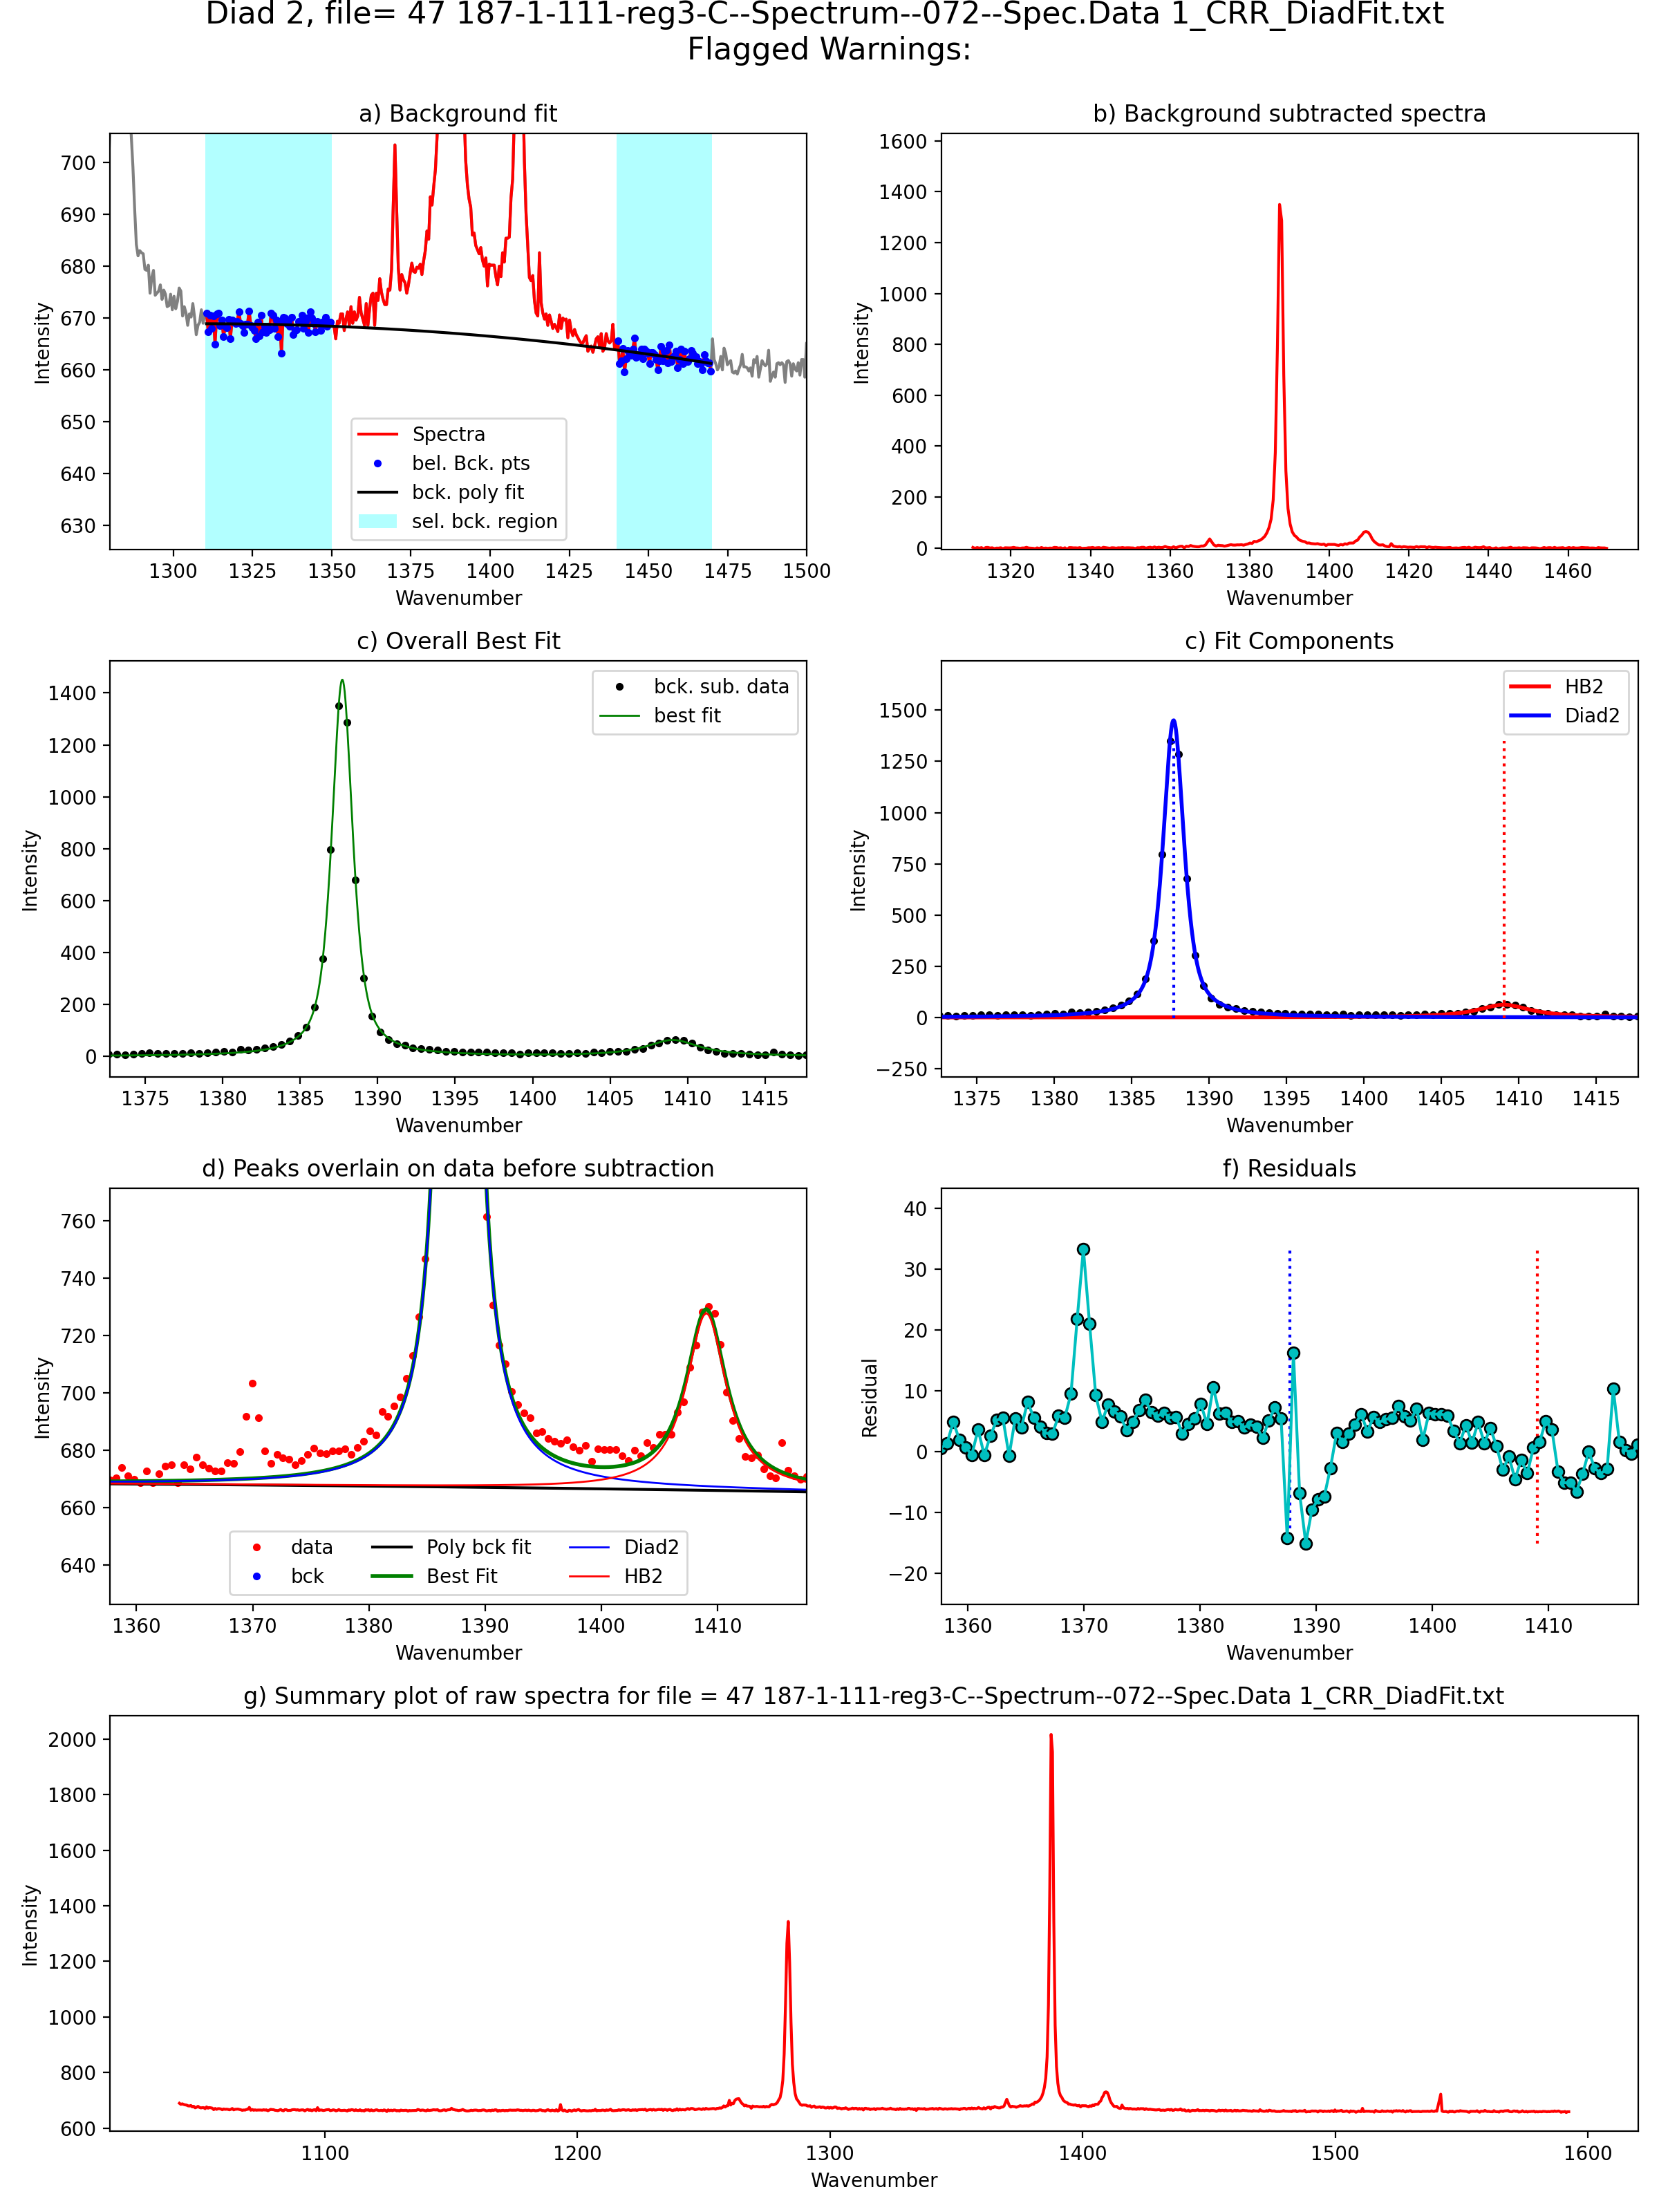 Diad 2, file= 47 187-1-111-reg3-C--Spectrum--072--Spec.Data 1_CRR_DiadFit.txt
Flagged Warnings:
a) Background fit
Intensity
700
690
680
670
660
650
640
630
Spectra
bel. Bck. pts
bck. poly fit
sel. bck. region
1300 1325 1350 1375 1400 1425 1450 1475 1500
Wavenumber
b) Background subtracted spectra
Intensity
1600
1400
1200
1000
800
600
400
200
0
1320 1340 1360 1380 1400 1420 1440 1460
Wavenumber
c) Overall Best Fit
Intensity
1400
1200
1000
800
600
400
200
0
bck. sub. data
best fit
1375 1380 1385 1390 1395 1400 1405 1410 1415
Wavenumber
c) Fit Components
Intensity
1500
1250
1000
750
500
250
0
−250
HB2
Diad2
1375 1380 1385 1390 1395 1400 1405 1410 1415
Wavenumber
d) Peaks overlain on data before subtraction
Intensity
760
740
720
700
680
660
640
data
bck
Poly bck fit
Best Fit
Diad2
HB2
1360 1370 1380 1390 1400 1410
Wavenumber
f) Residuals
Residual
40
30
20
10
0
−10
−20
1360 1370 1380 1390 1400 1410
Wavenumber
g) Summary plot of raw spectra for file = 47 187-1-111-reg3-C--Spectrum--072--Spec.Data 1_CRR_DiadFit.txt
Intensity
2000
1800
1600
1400
1200
1000
800
600
1100 1200 1300 1400 1500 1600
Wavenumber